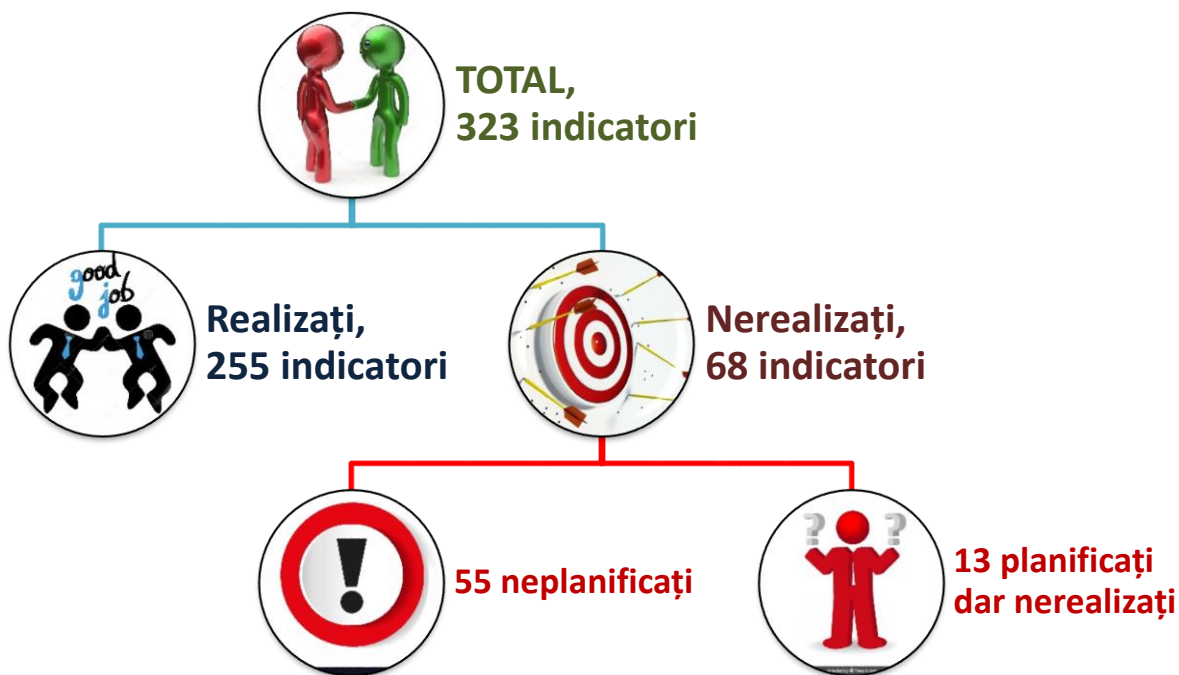 TOTAL,
323 indicatori
good
job
Realizați,
255 indicatori
Nerealizați,
68 indicatori
55 neplanificați
13 planificați
dar nerealizați